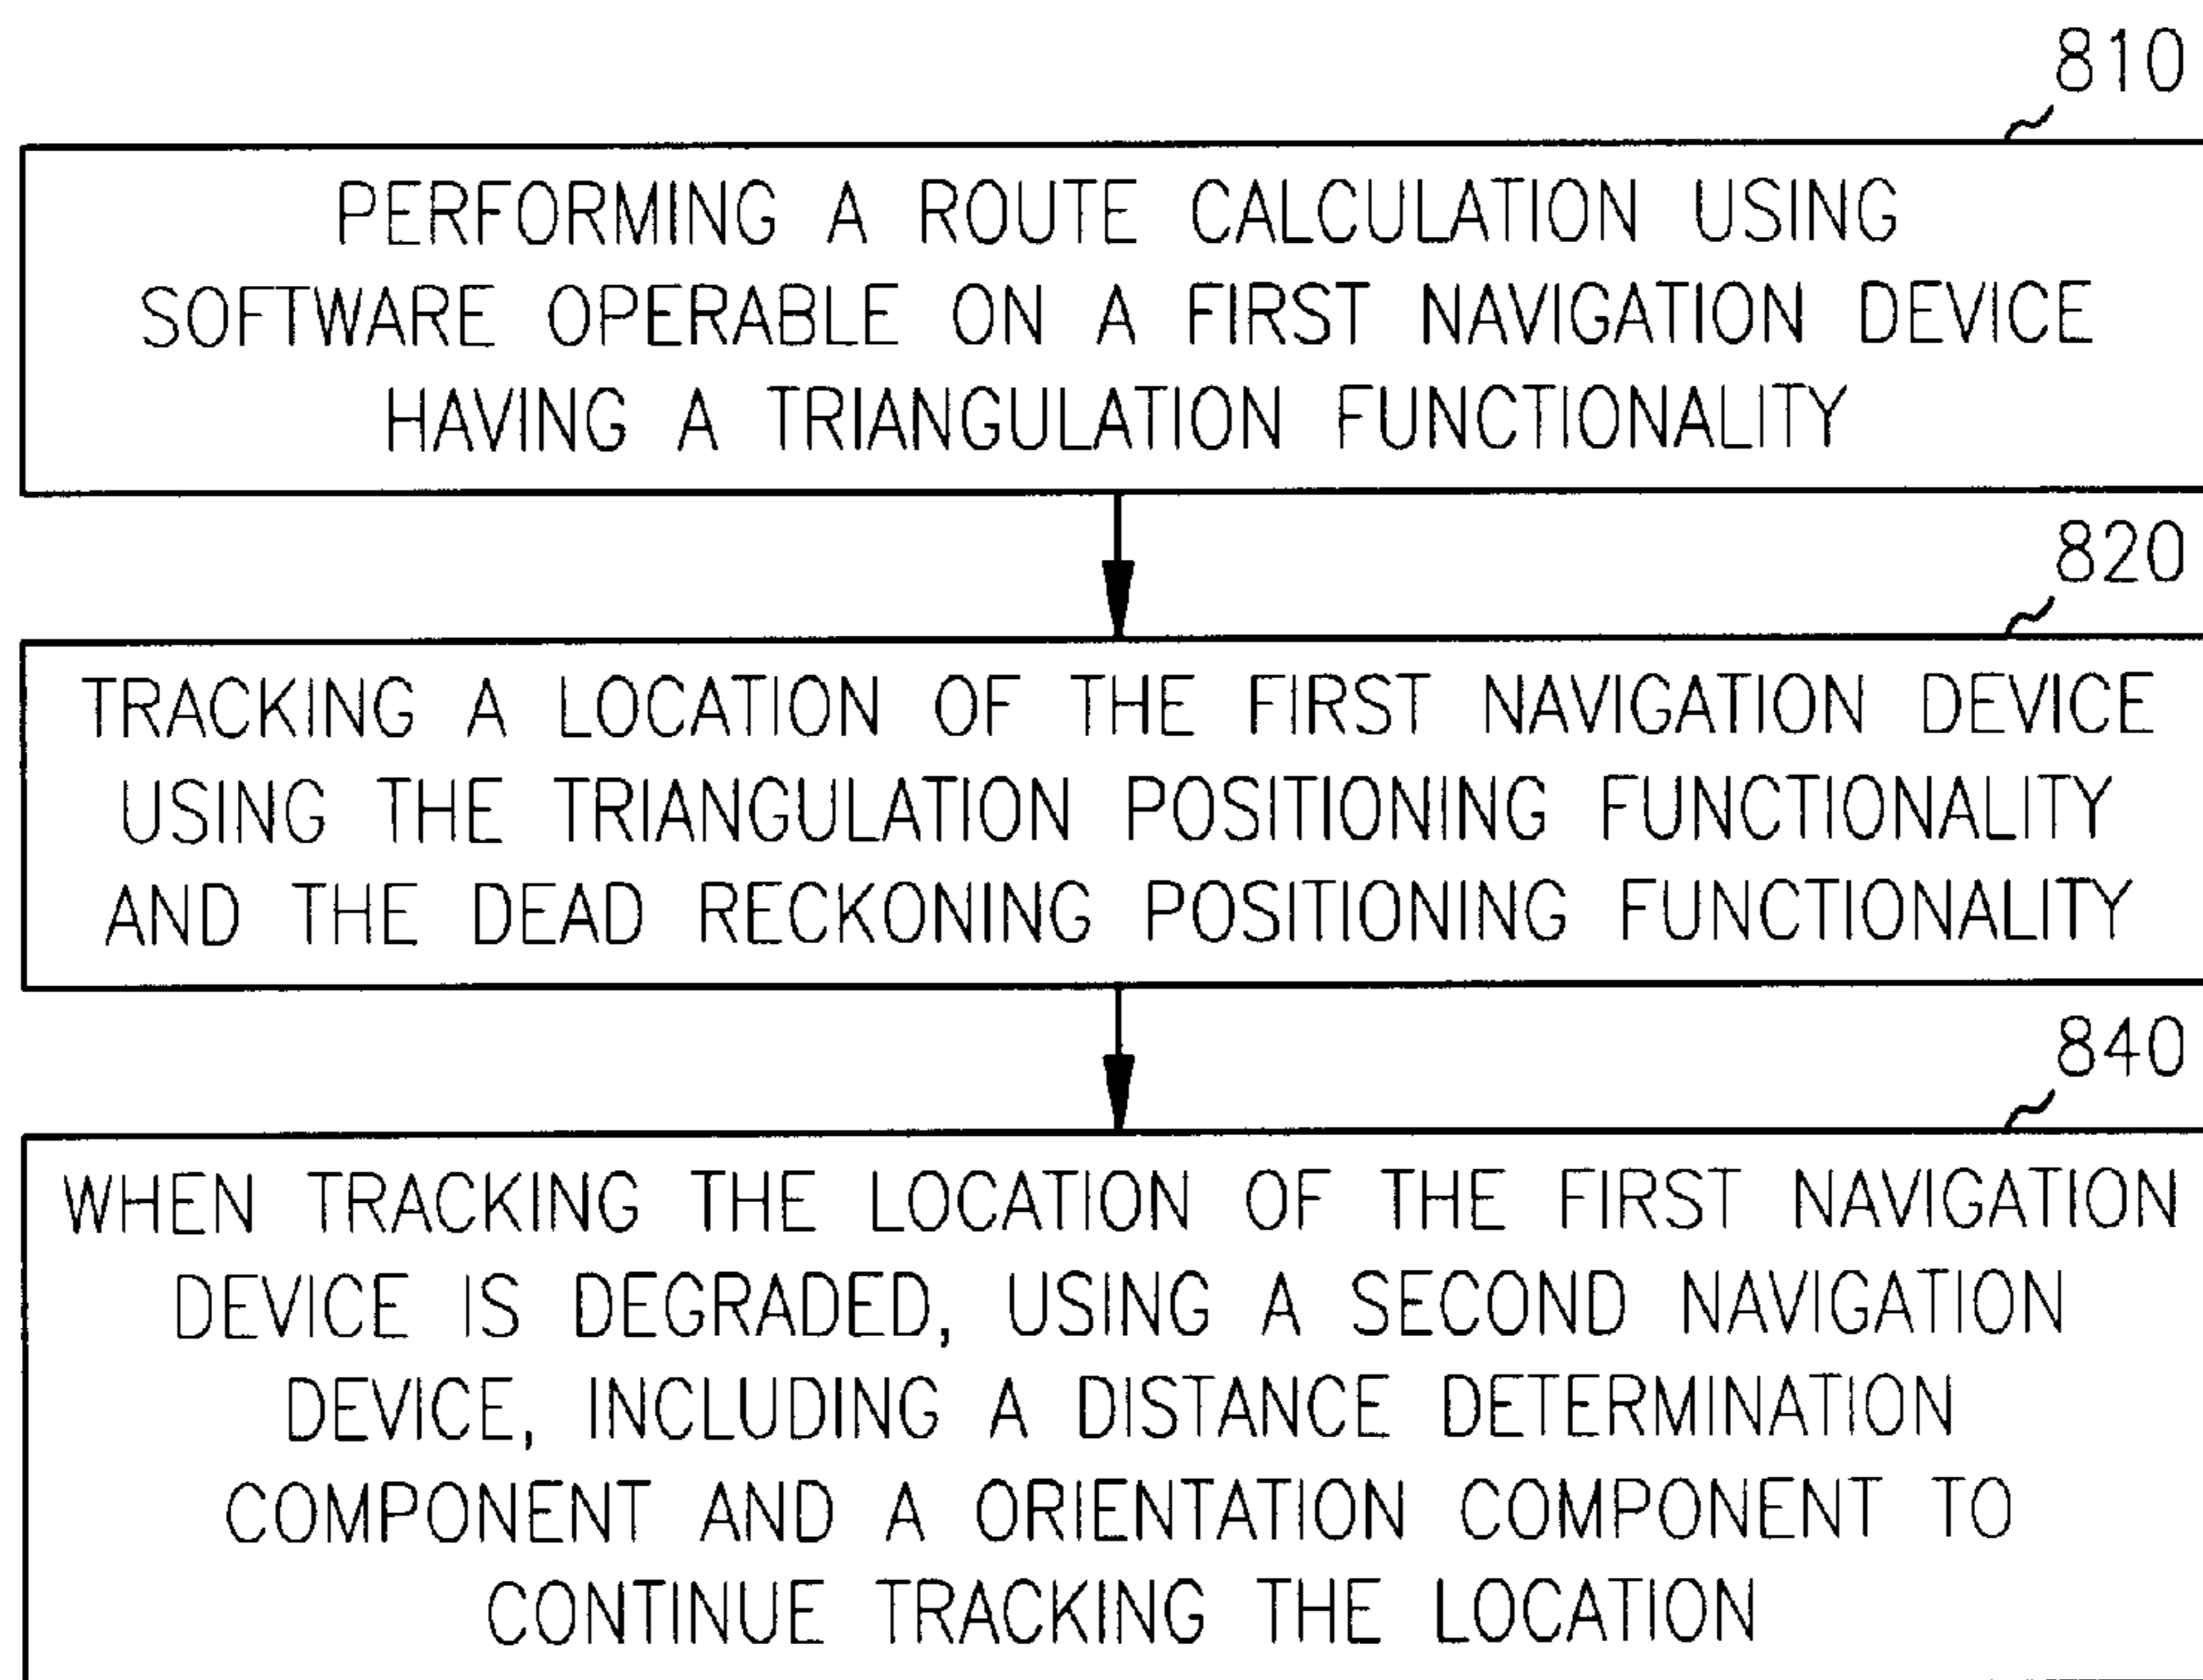 810
PERFORMING A ROUTE CALCULATION USING
SOFTWARE OPERABLE ON A FIRST NAVIGATION DEVICE
HAVING A TRIANGULATION FUNCTIONALITY
820
TRACKING A LOCATION OF THE FIRST NAVIGATION DEVICE
USING THE TRIANGULATION POSITIONING FUNCTIONALITY
AND THE DEAD RECKONING POSITIONING FUNCTIONALITY
840
WHEN TRACKING THE LOCATION OF THE FIRST NAVIGATION
DEVICE IS DEGRADED, USING A SECOND NAVIGATION
DEVICE, INCLUDING A DISTANCE DETERMINATION
COMPONENT AND A ORIENTATION COMPONENT TO
CONTINUE TRACKING THE LOCATION